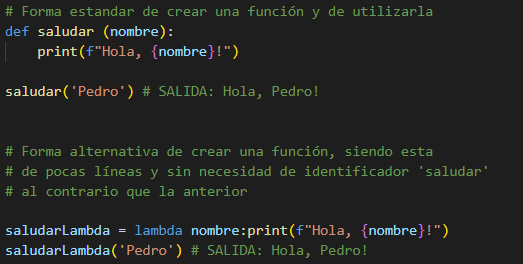 # Forma estandar de crear una función y de utilizarla
def saludar (nombre):
    print(f"Hola, {nombre}!")
saludar('Pedro') # SALIDA: Hola, Pedro!
# Forma alternativa de crear una función, siendo esta
# de pocas líneas y sin necesidad de identificador 'saludar'
# al contrario que la anterior
saludarLambda = lambda nombre:print(f"Hola, {nombre}!")
saludarLambda('Pedro') # SALIDA: Hola, Pedro!